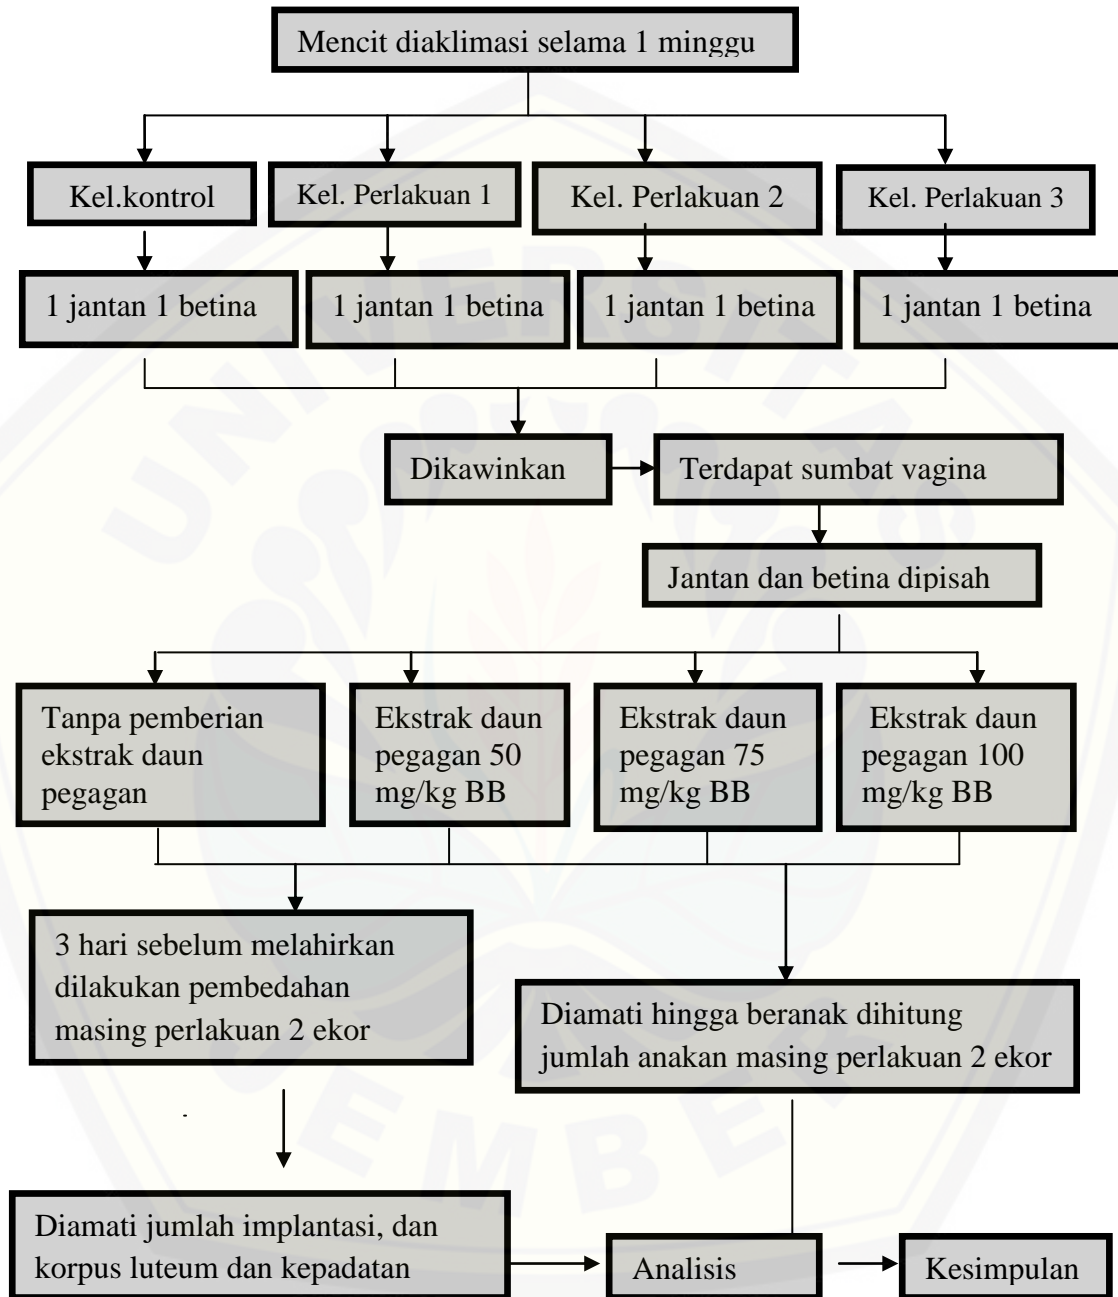 Mencit diaklimasi selama 1 minggu
Kel.kontrol
Kel. Perlakuan 1
Kel. Perlakuan 2
Kel. Perlakuan 3
1 jantan 1 betina
1 jantan 1 betina
1 jantan 1 betina
1 jantan 1 betina
Dikawinkan
Terdapat sumbat vagina
Jantan dan betina dipisah
Tanpa pemberian
ekstrak daun
pegagan
Ekstrak daun
pegagan 50
mg/kg BB
Ekstrak daun
pegagan 75
mg/kg BB
Ekstrak daun
pegagan 100
mg/kg BB
3 hari sebelum melahirkan
dilakukan pembedahan
masing perlakuan 2 ekor
Diamati hingga beranak dihitung
jumlah anakan masing perlakuan 2 ekor
Diamati jumlah implantasi, dan
korpus luteum dan kepadatan
Analisis
Kesimpulan
UNIVERSITAS
JEMBER